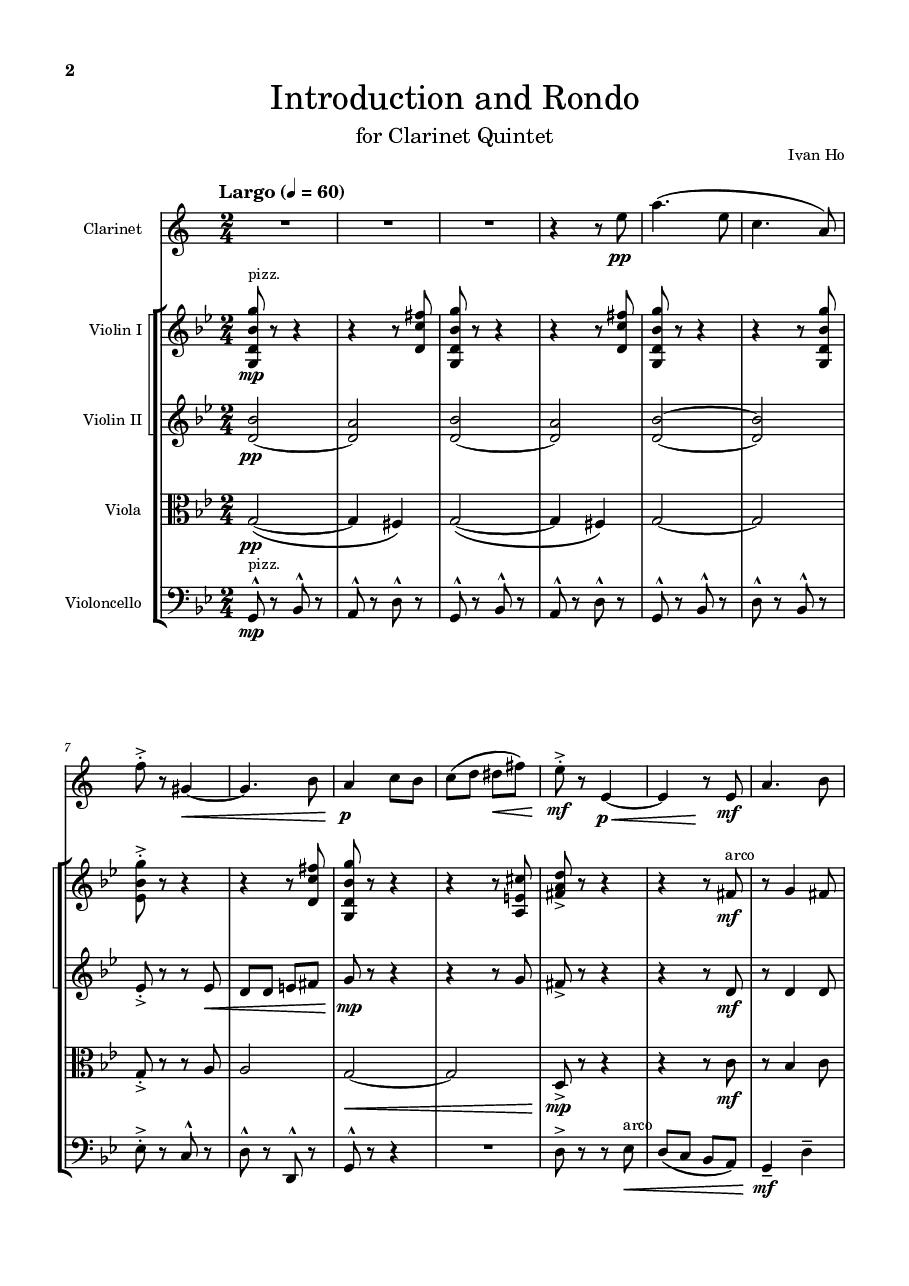 2
Introduction and Rondo
for Clarinet Quintet
Ivan Ho
Largo (♩ = 60)
Clarinet
pp
pizz.
Violin I
mp
Violin II
pp
Viola
pp
pizz.
Violoncello
mp
7
p mf p mf
arco
mf
mp mf
mp mf
arco
mf